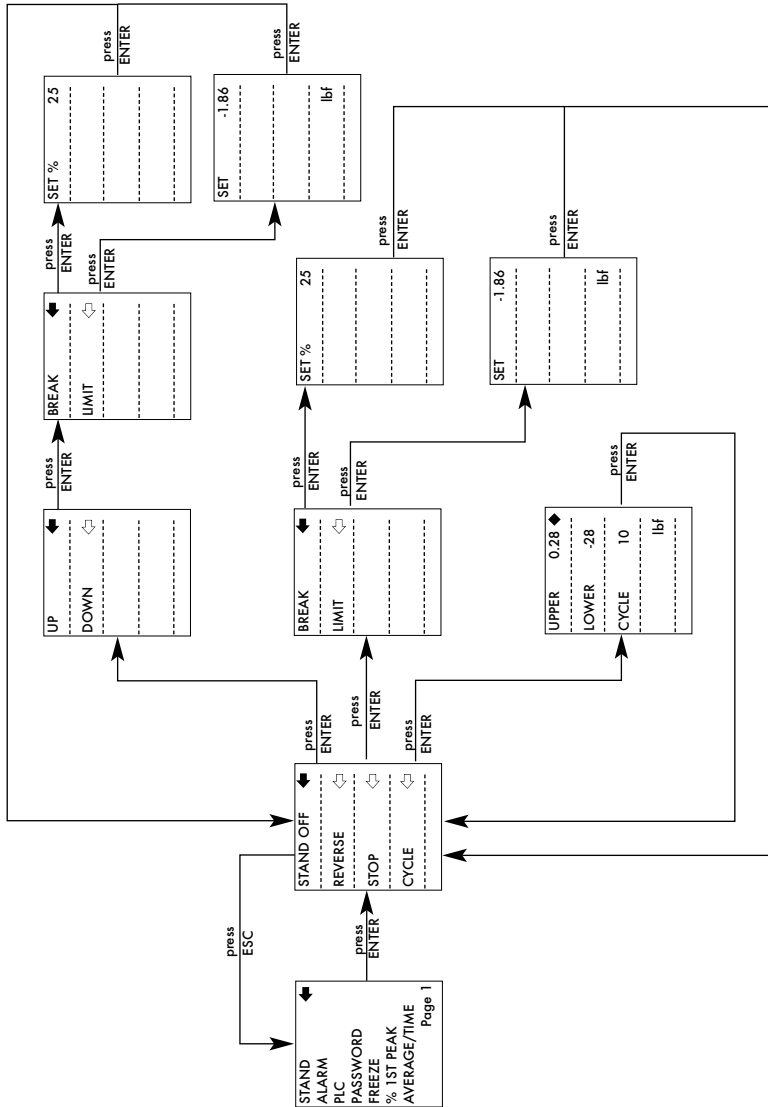 STAND
ALARM
PLC
PASSWORD
FREEZE
% 1ST PEAK
AVERAGE/TIME
Page 1
press
ESC
press
ENTER
STAND OFF
REVERSE
STOP
CYCLE
press
ENTER
press
ENTER
press
ENTER
UP
DOWN
press
ENTER
BREAK
LIMIT
press
ENTER
press
ENTER
SET % 25
press
ENTER
SET -1.86
lbf
press
ENTER
BREAK
LIMIT
press
ENTER
press
ENTER
SET % 25
SET -1.86
lbf
press
ENTER
UPPER 0.28
LOWER -28
CYCLE 10
lbf
press
ENTER